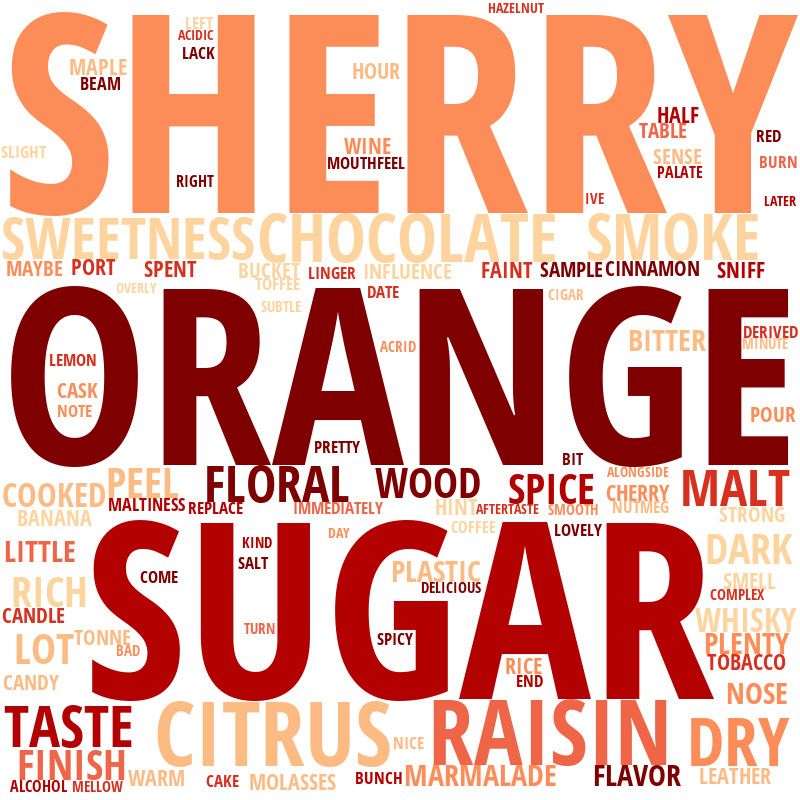 HAZELNUT
SHERRY
LEFT
ACIDIC
LACK
MAPLE
BEAM
HOUR
HALF
TABLE
RED
WINE
MOUTHFEEL
SENSE
BURN
SLIGHT
PALATE
RIGHT
IVE
LATER
SWEETNESS
CHOCOLATE
SMOKE
MAYBE
PORT
SPENT
BUCKET
LINGER
INFLUENCE
FAINT
SAMPLE
CINNAMON
SNIFF
TOFFEE
OVERLY
DATE
CIGAR
SUBTLE
ORANGE
BITTER
DERIVED
MINUTE
ACRID
LEMON
CASK
NOTE
POUR
PRETTY
BIT
COOKED
PEEL
FLORAL
WOOD
SPICE
ALONGSIDE
MALT
CHERRY
BANANA
MALTINESS
REPLACE
IMMEDIATELY
HINT
AFTERTASTE
SMOOTH
NUTMEG
STRONG
SUGAR
COFFEE
DAY
LOVELY
LITTLE
KIND
DARK
SALT
COME
PLASTIC
RICH
DELICIOUS
SMELL
COMPLEX
CANDLE
WHISKY
TURN
LOT
TONNE
BAD
SPICY
PLENTY
TOBACCO
RICE
CANDY
END
NOSE
TASTE
CITRUS
RAISIN
DRY
NICE
FINISH
WARM
CAKE
MOLASSES
BUNCH
MARMALADE
FLAVOR
LEATHER
ALCOHOL
MELLOW